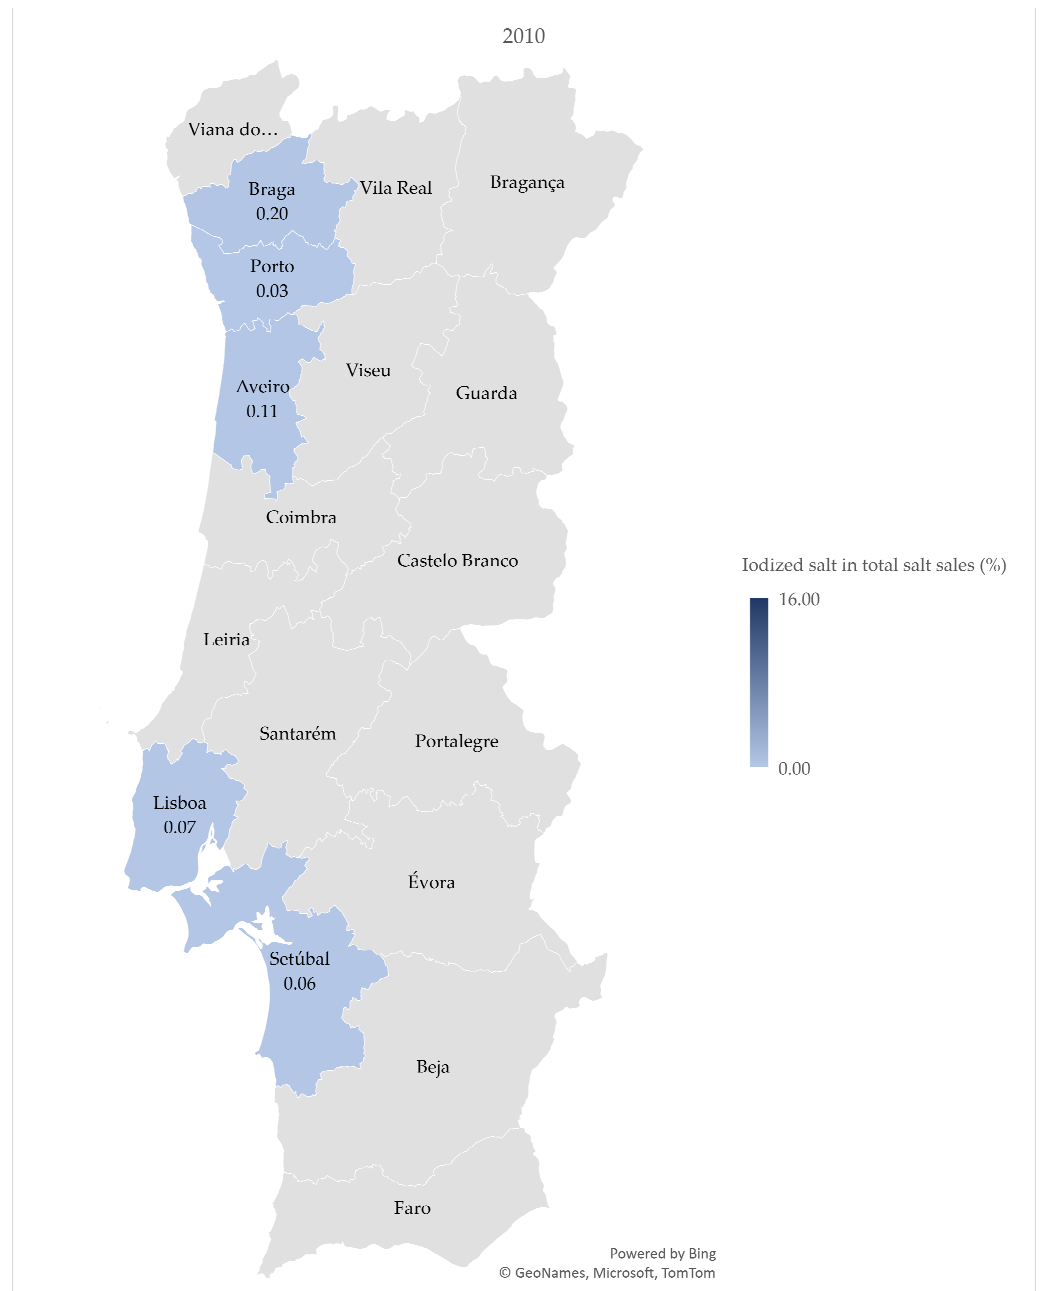 2010
Viana do...
Braga
0.20
Vila Real
Bragança
Porto
0.03
Viseu
Guarda
Aveiro
0.11
Coimbra
Castelo Branco
Iodized salt in total salt sales (%)
16.00
0.00
Leiria
Santarém
Portalegre
Lisboa
0.07
Évora
Setúbal
0.06
Beja
Faro
Powered by Bing
© GeoNames, Microsoft, TomTom